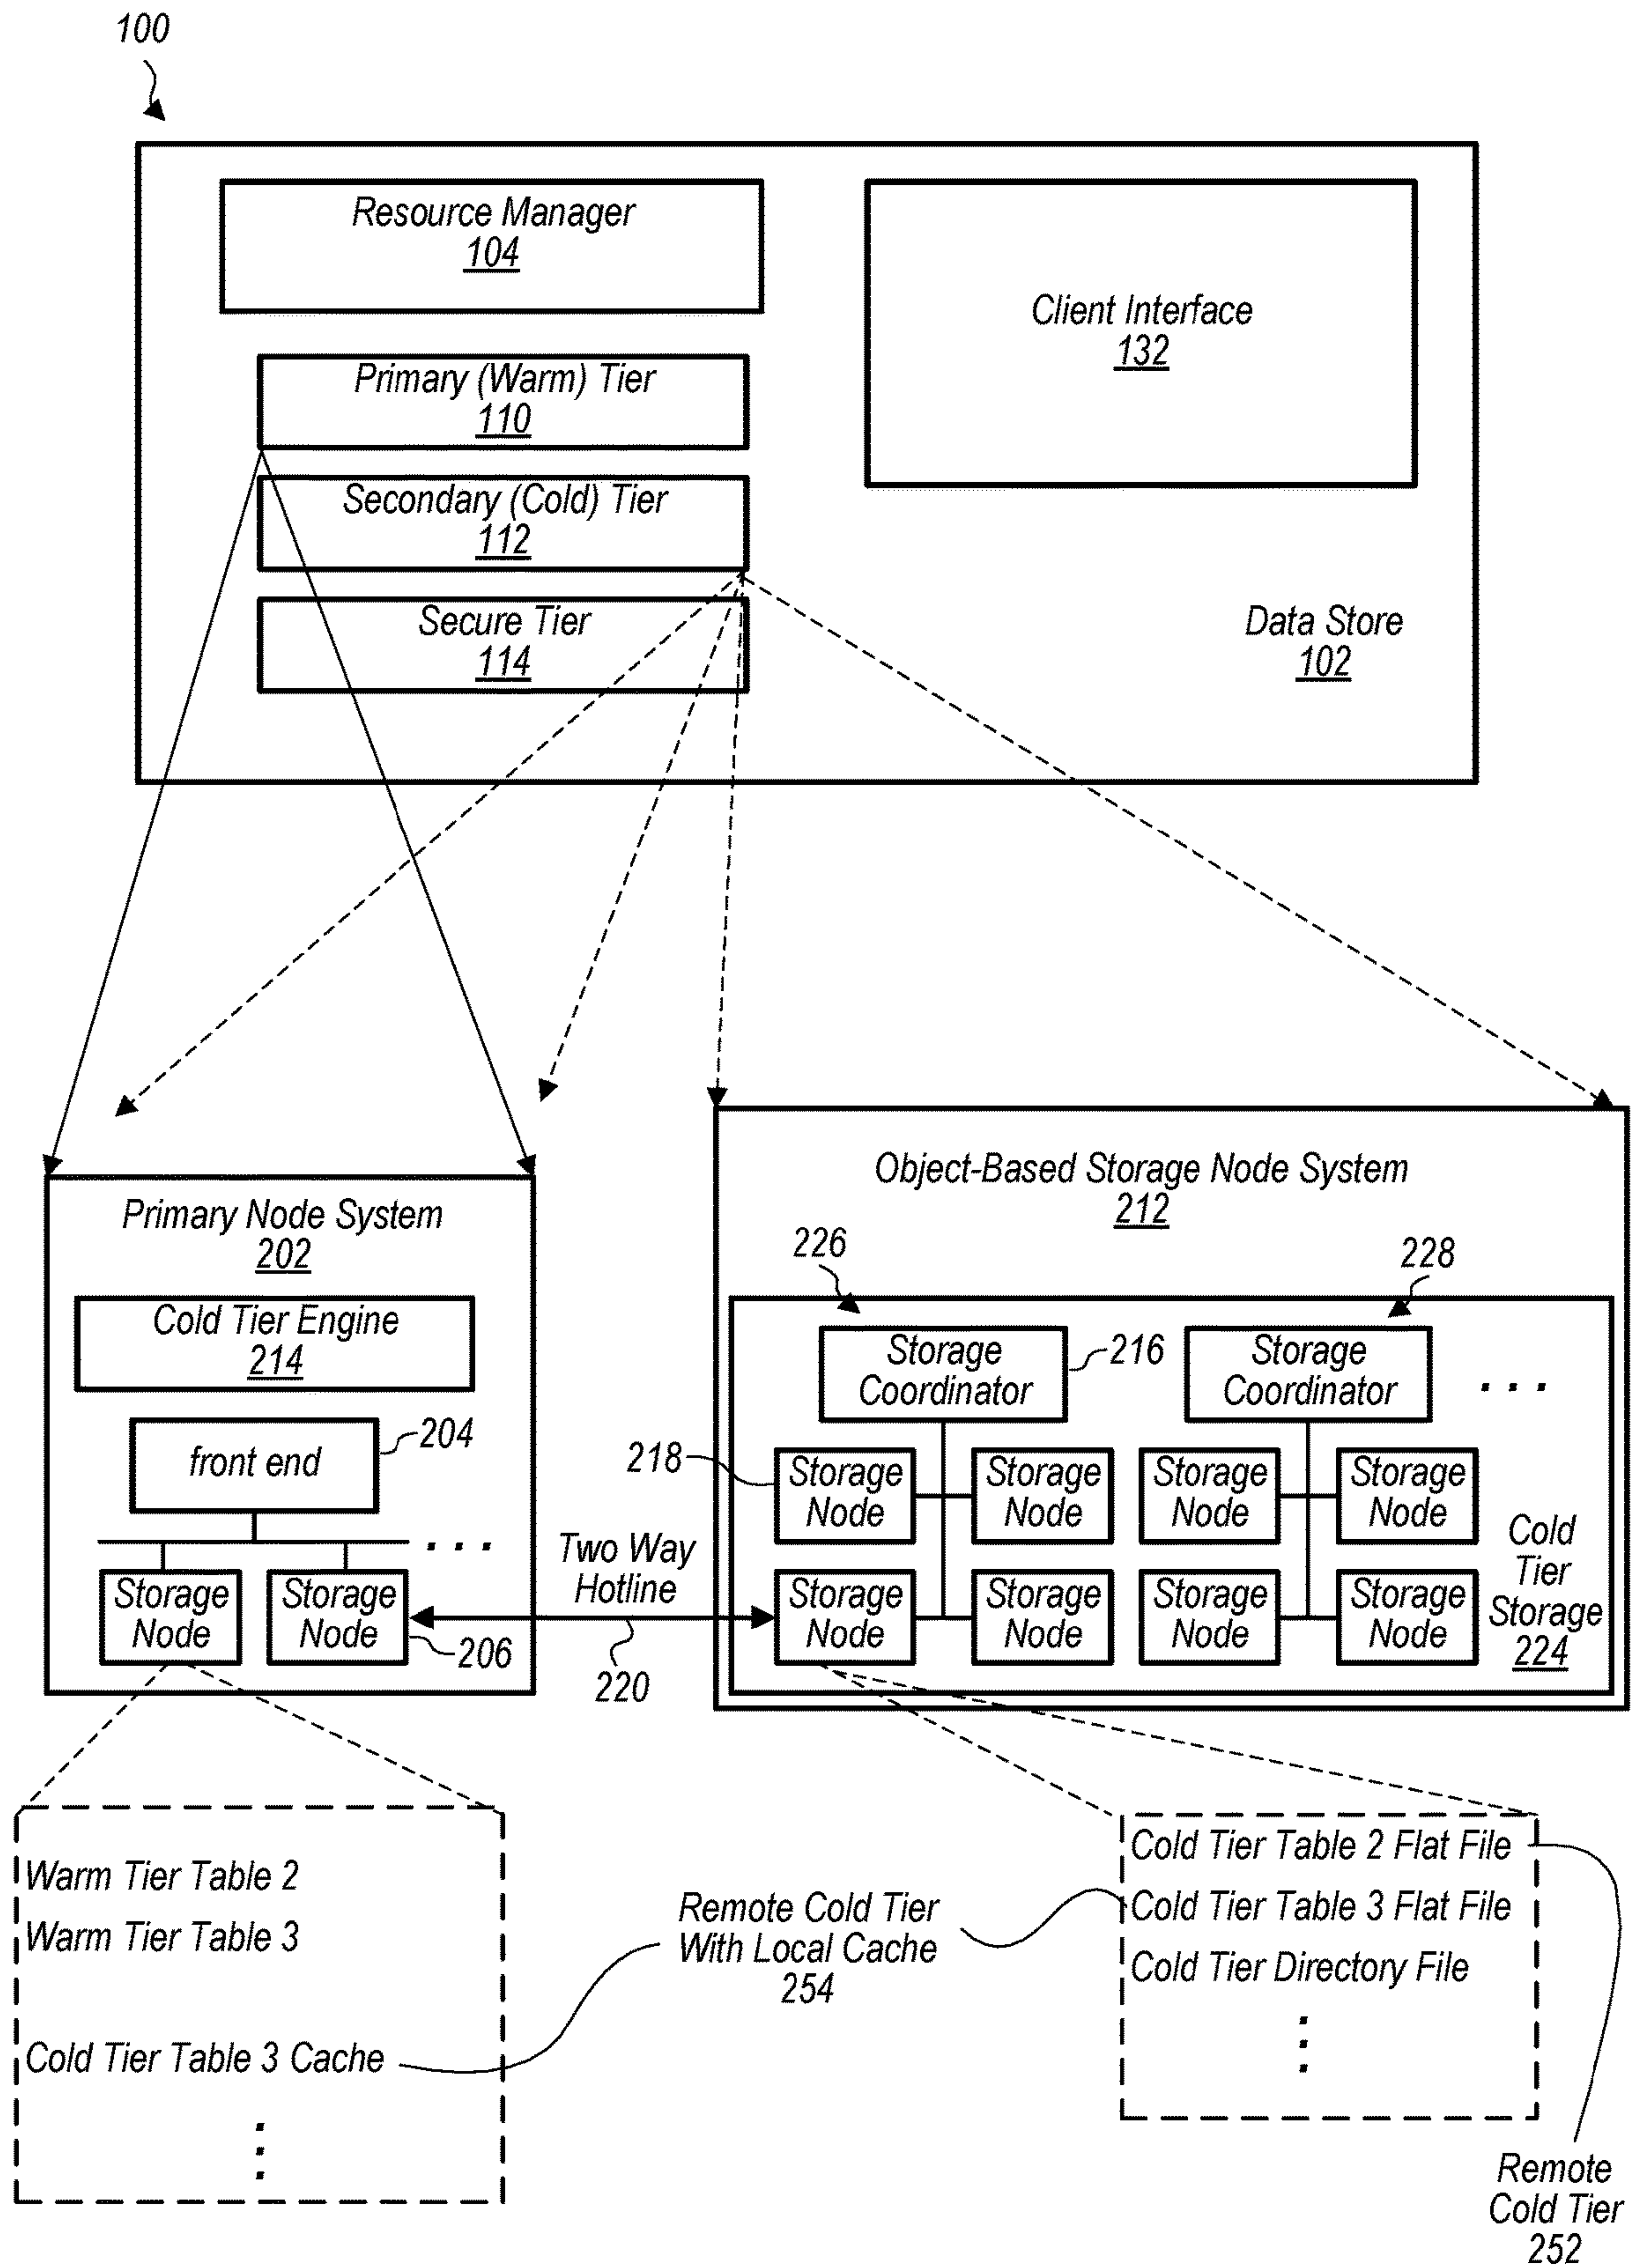 100
Resource Manager
104
Client Interface
132
Primary (Warm) Tier
110
Secondary (Cold) Tier
112
Secure Tier
114
Data Store
102
Primary Node System
202
Cold Tier Engine
214
front end
204
. . .
Storage
Node
Storage
Node
206
Two Way
Hotline
220
Object-Based Storage Node System
212
226
228
Storage
Coordinator
216
Storage
Coordinator
. . .
218
Storage
Node
Storage
Node
Storage
Node
Storage
Node
Storage
Node
Storage
Node
Storage
Node
Storage
Node
Cold
Tier
Storage
224
Warm Tier Table 2
Warm Tier Table 3
Cold Tier Table 3 Cache
Remote Cold Tier
With Local Cache
254
Cold Tier Table 2 Flat File
Cold Tier Table 3 Flat File
Cold Tier Directory File
Remote
Cold Tier
252